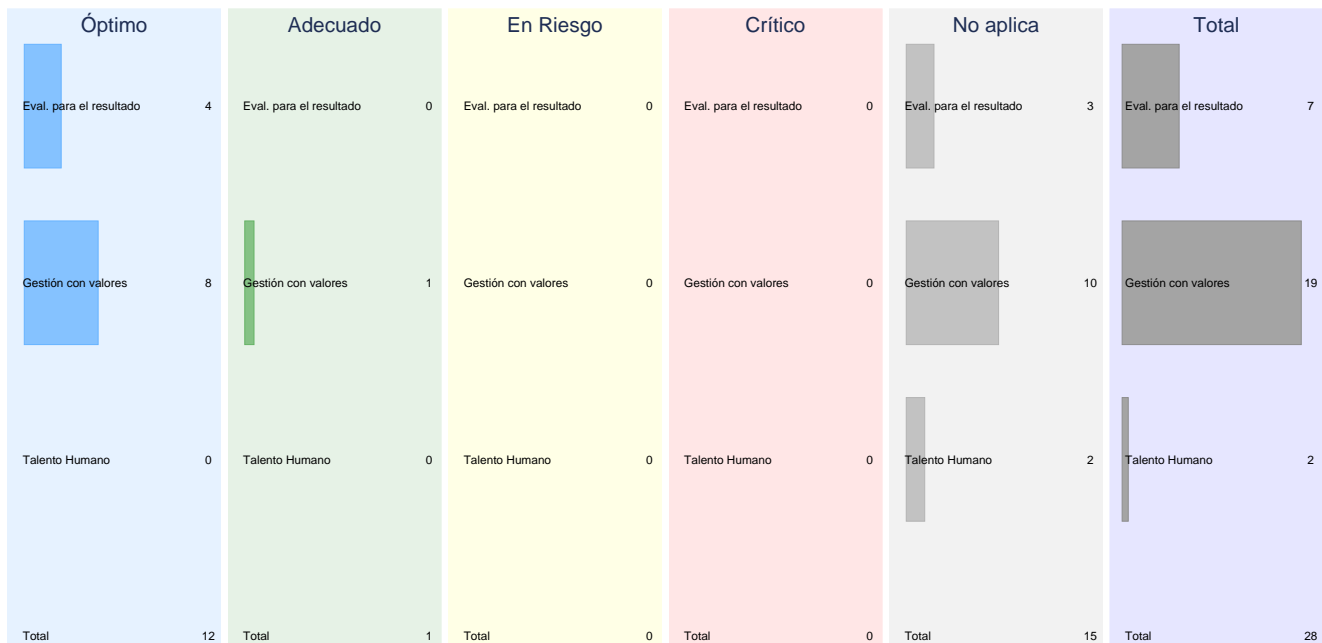 Óptimo Adecuado En Riesgo Crítico No aplica Total
Eval. para el resultado 4 Eval. para el resultado 0 Eval. para el resultado 0 Eval. para el resultado 0 Eval. para el resultado 3 Eval. para el resultado 7
Gestión con valores 8 Gestión con valores 1 Gestión con valores 0 Gestión con valores 0 Gestión con valores 10 Gestión con valores 19
Talento Humano 0 Talento Humano 0 Talento Humano 0 Talento Humano 0 Talento Humano 2 Talento Humano 2
Total 12 Total 1 Total 0 Total 0 Total 15 Total 28